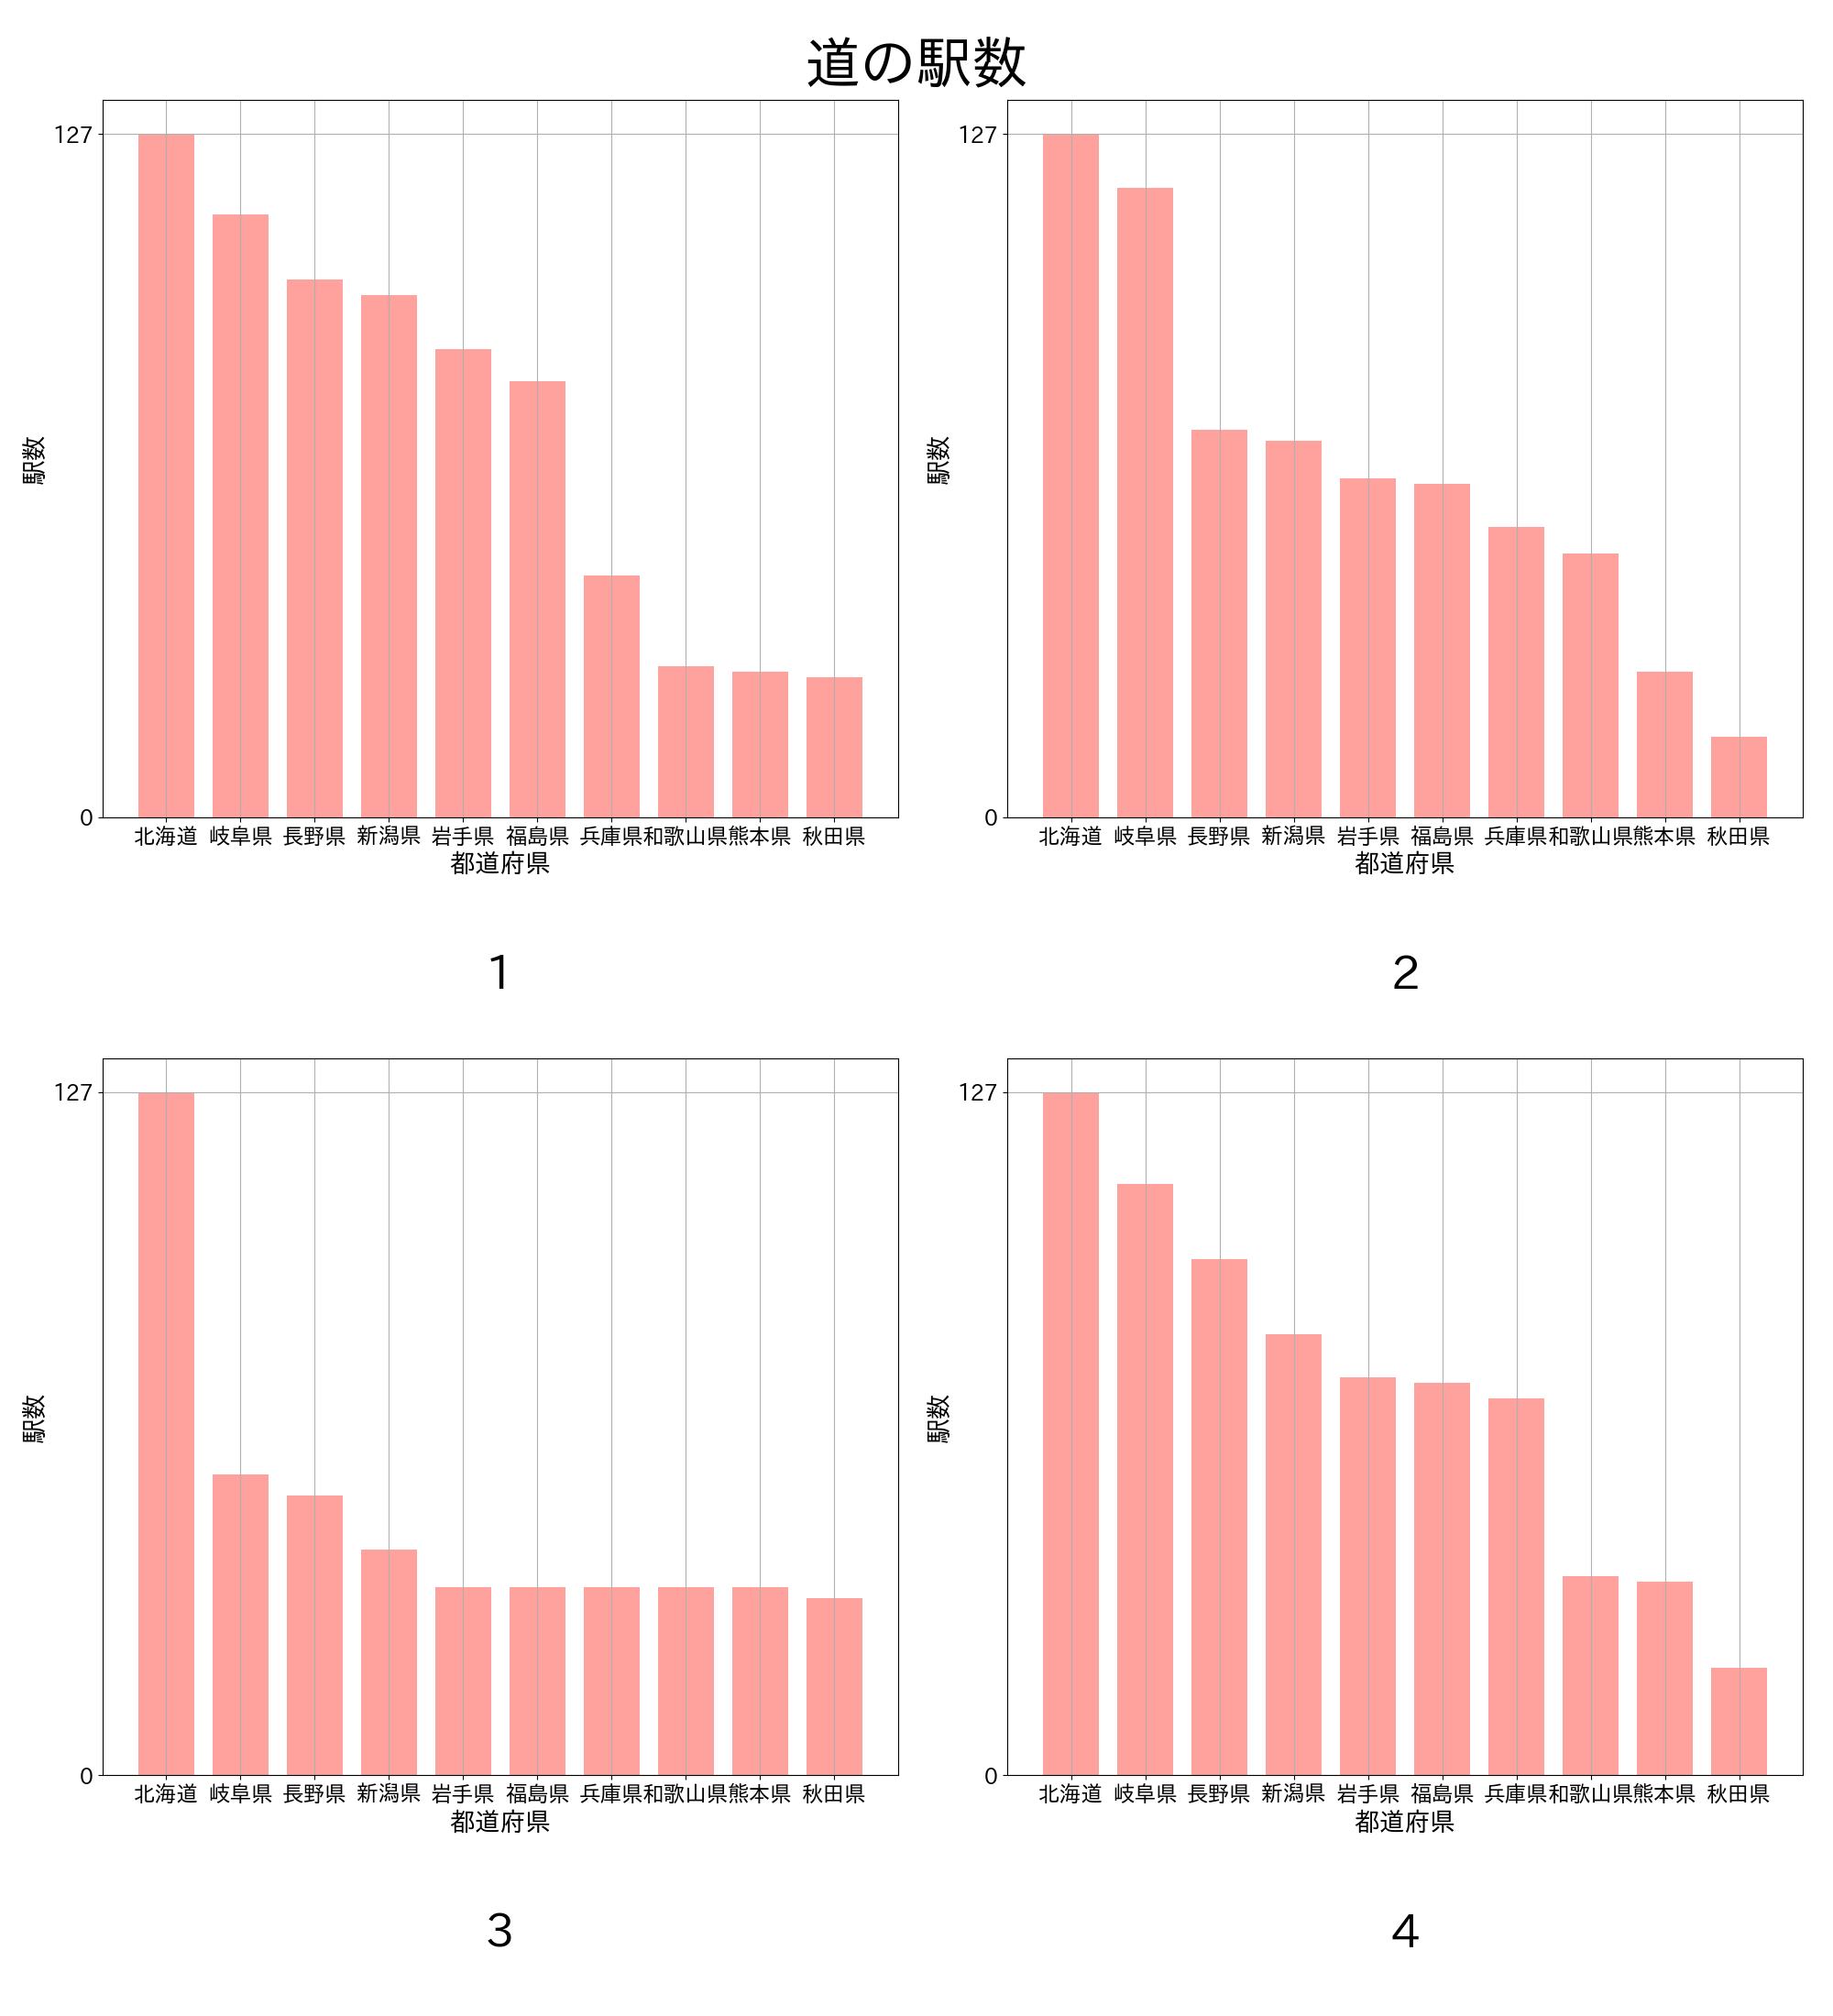 道の駅数
127
0
駅数
北海道 岐阜県 長野県 新潟県 岩手県 福島県 兵庫県 和歌山県 熊本県 秋田県
都道府県
1
127
0
駅数
北海道 岐阜県 長野県 新潟県 岩手県 福島県 兵庫県 和歌山県 熊本県 秋田県
都道府県
2
127
0
駅数
北海道 岐阜県 長野県 新潟県 岩手県 福島県 兵庫県 和歌山県 熊本県 秋田県
都道府県
3
127
0
駅数
北海道 岐阜県 長野県 新潟県 岩手県 福島県 兵庫県 和歌山県 熊本県 秋田県
都道府県
4